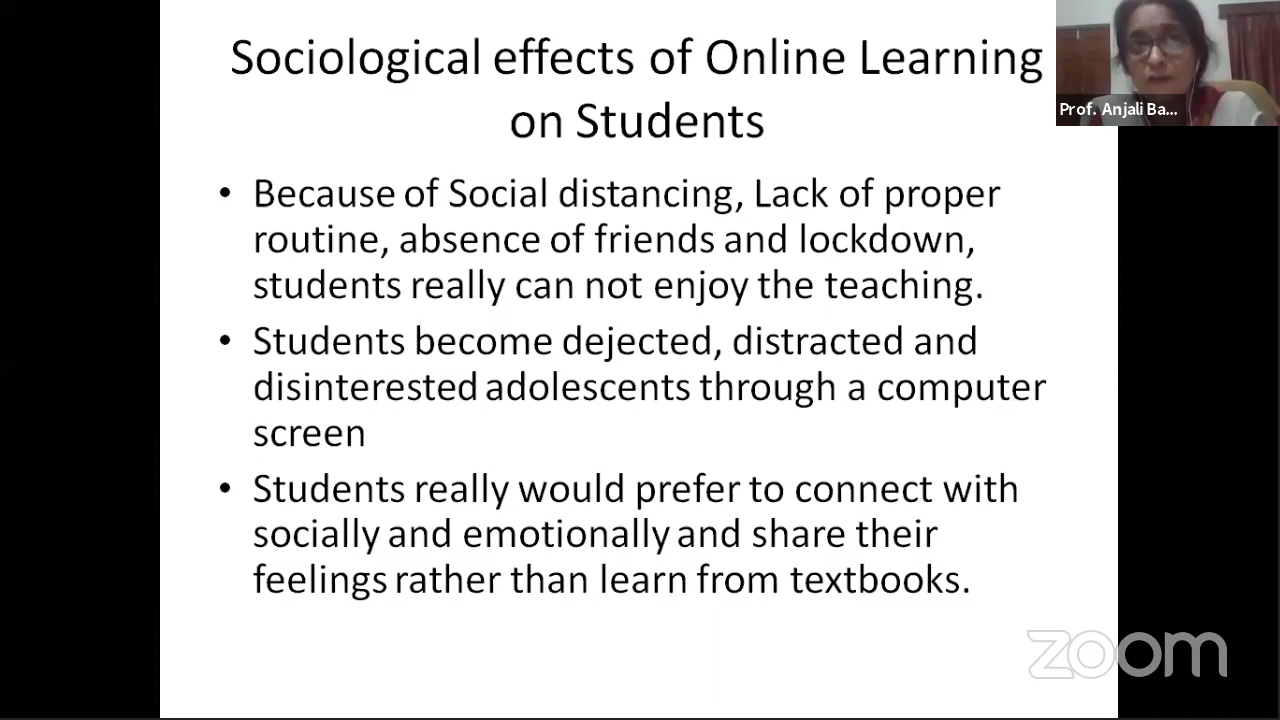 Sociological effects of Online Learning
on Students
Prof. Anjali Ba...
• Because of Social distancing, Lack of proper
routine, absence of friends and lockdown,
students really can not enjoy the teaching.
• Students become dejected, distracted and
disinterested adolescents through a computer
screen
• Students really would prefer to connect with
socially and emotionally and share their
feelings rather than learn from textbooks.
zoom